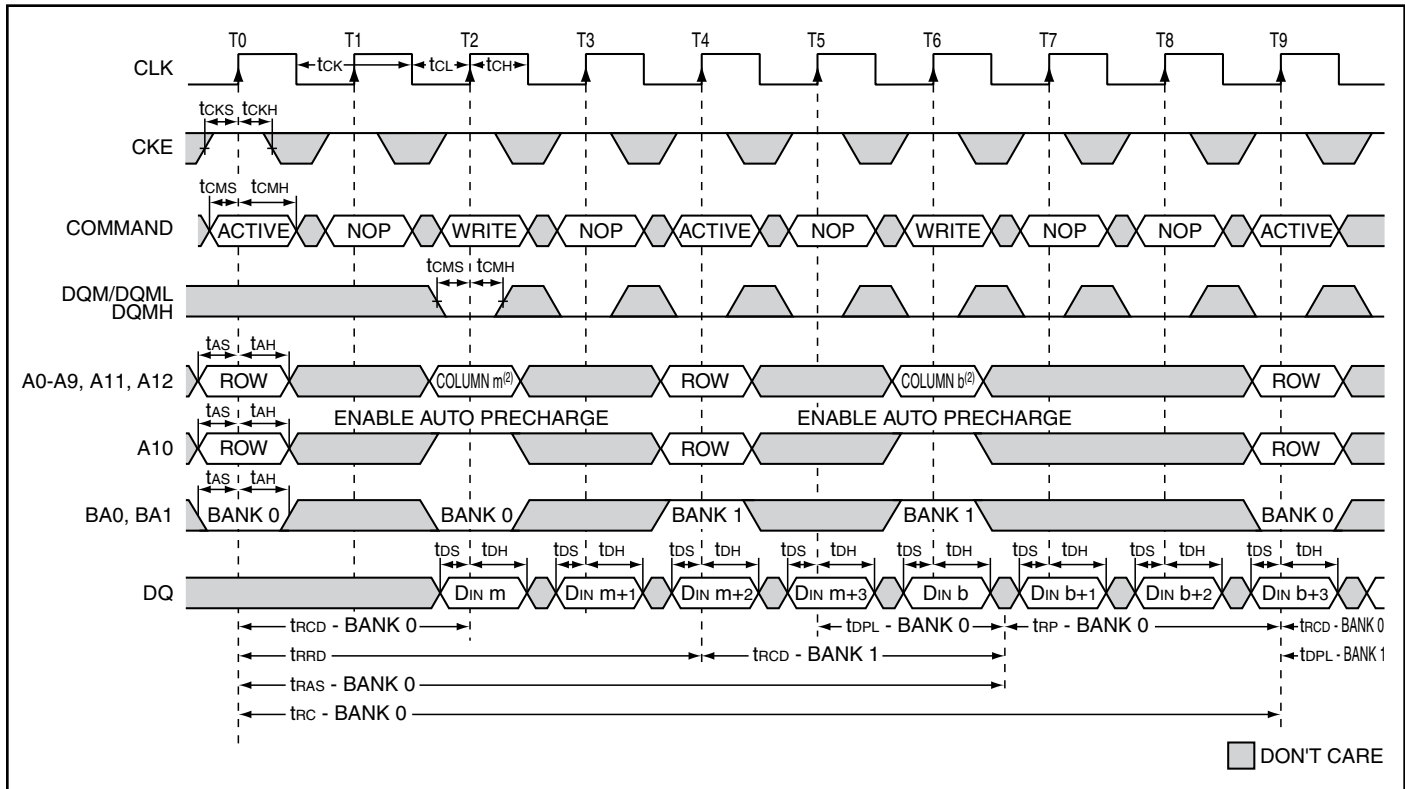 T0 T1 T2 T3 T4 T5 T6 T7 T8 T9
CLK tCK tCL tCH
tCKS tCKH
CKE
tCMS tCMH
COMMAND ACTIVE NOP WRITE NOP ACTIVE NOP WRITE NOP NOP ACTIVE
tCMS tCMH
DQM/DQML
DQMH
tAS tAH
A0-A9, A11, A12 ROW COLUMN m(2) ROW COLUMN b(2) ROW
tAS tAH ENABLE AUTO PRECHARGE ENABLE AUTO PRECHARGE
A10 ROW ROW ROW
tAS tAH
BA0, BA1 BANK 0 BANK 0 BANK 1 BANK 1 BANK 0
tDS tDH tDS tDH tDS tDH tDS tDH tDS tDH tDS tDH tDS tDH tDS tDH
DQ DIN m DIN m+1 DIN m+2 DIN m+3 DIN b DIN b+1 DIN b+2 DIN b+3
tRCD - BANK 0 tDPL - BANK 0 tRP - BANK 0 tRCD - BANK 0
tRRD tRCD - BANK 1 tDPL - BANK 1
tRAS - BANK 0
tRC - BANK 0
DON'T CARE